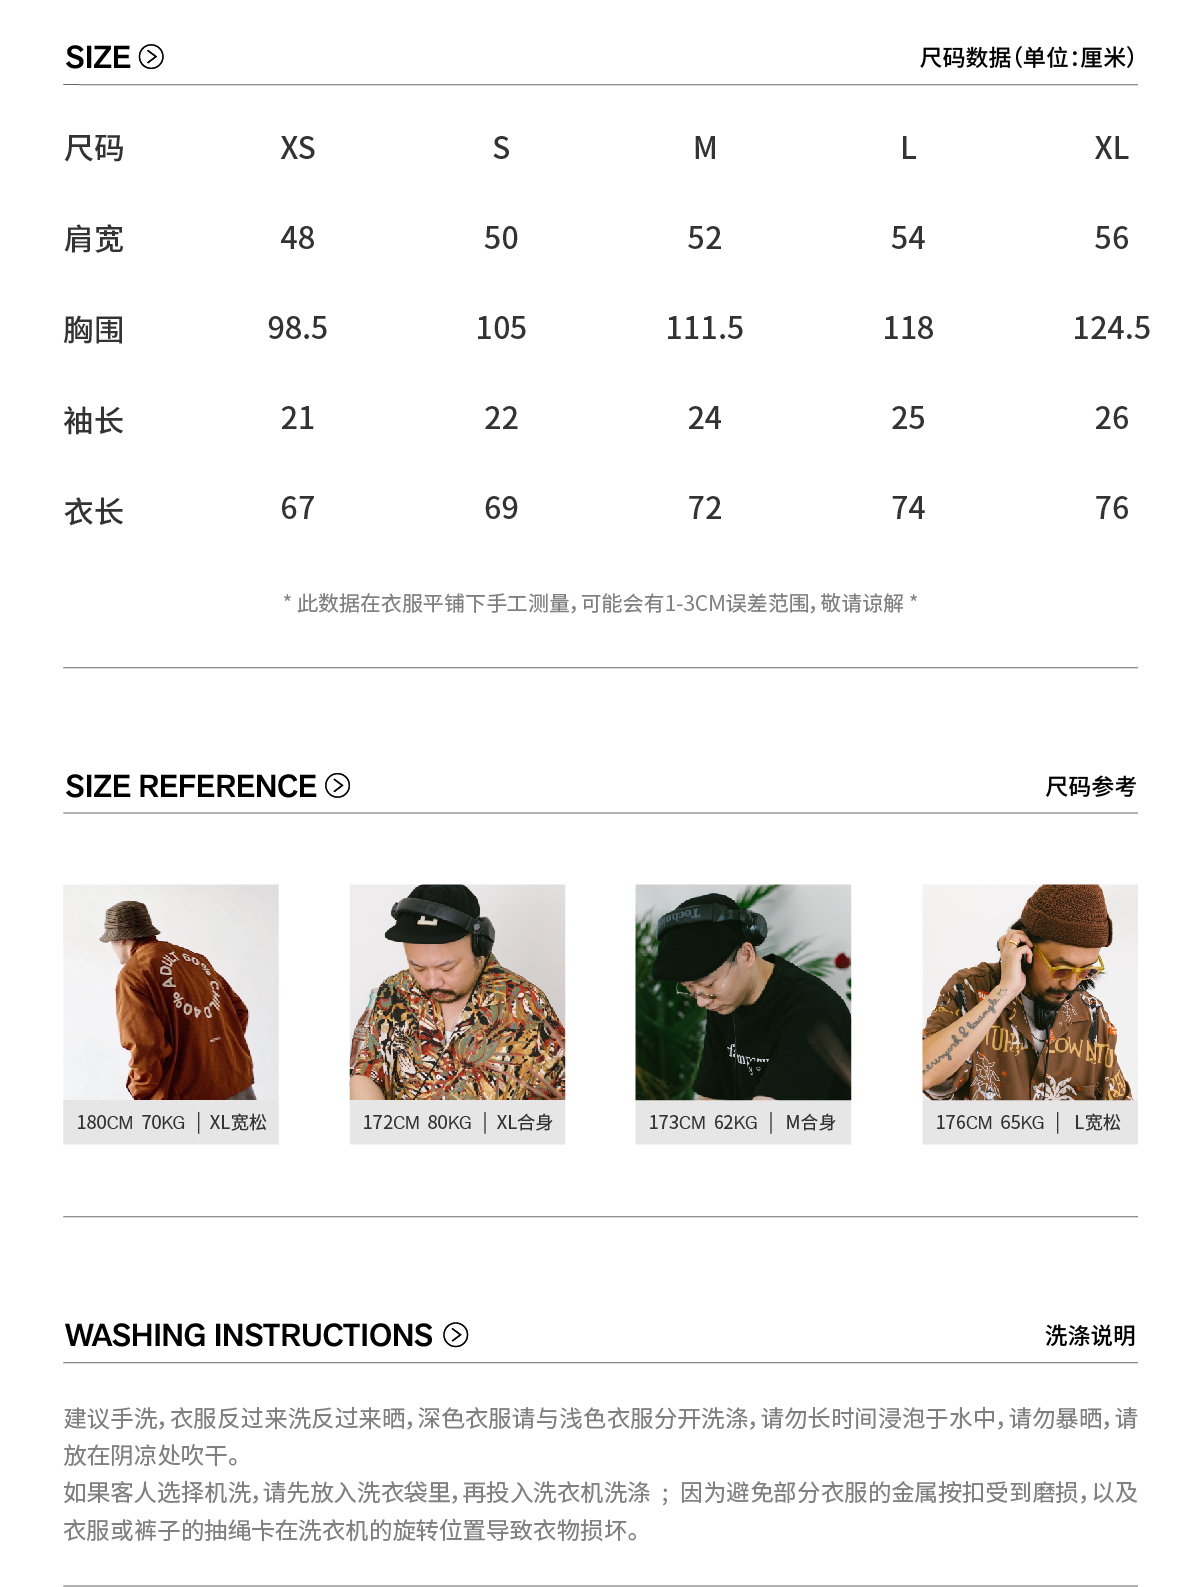 SIZE
尺码数据(单位:厘米)
尺码 XS S M L XL
肩宽 48 50 52 54 56
胸围 98.5 105 111.5 118 124.5
袖长 21 22 24 25 26
衣长 67 69 72 74 76
* 此数据在衣服平铺下手工测量,可能会有1-3CM误差范围,敬请谅解 *
SIZE REFERENCE
尺码参考
ADULT 60% CHILD 40%
180CM 70KG | XL宽松
172CM 80KG | XL合身
173CM 62KG | M合身
176CM 65KG | L宽松
WASHING INSTRUCTIONS
洗涤说明
建议手洗,衣服反过来洗反过来晒,深色衣服请与浅色衣服分开洗涤,请勿长时间浸泡于水中,请勿暴晒,请
放在阴凉处吹干。
如果客人选择机洗,请先放入洗衣袋里,再投入洗衣机洗涤 ; 因为避免部分衣服的金属按扣受到磨损,以及
衣服或裤子的抽绳卡在洗衣机的旋转位置导致衣物损坏。